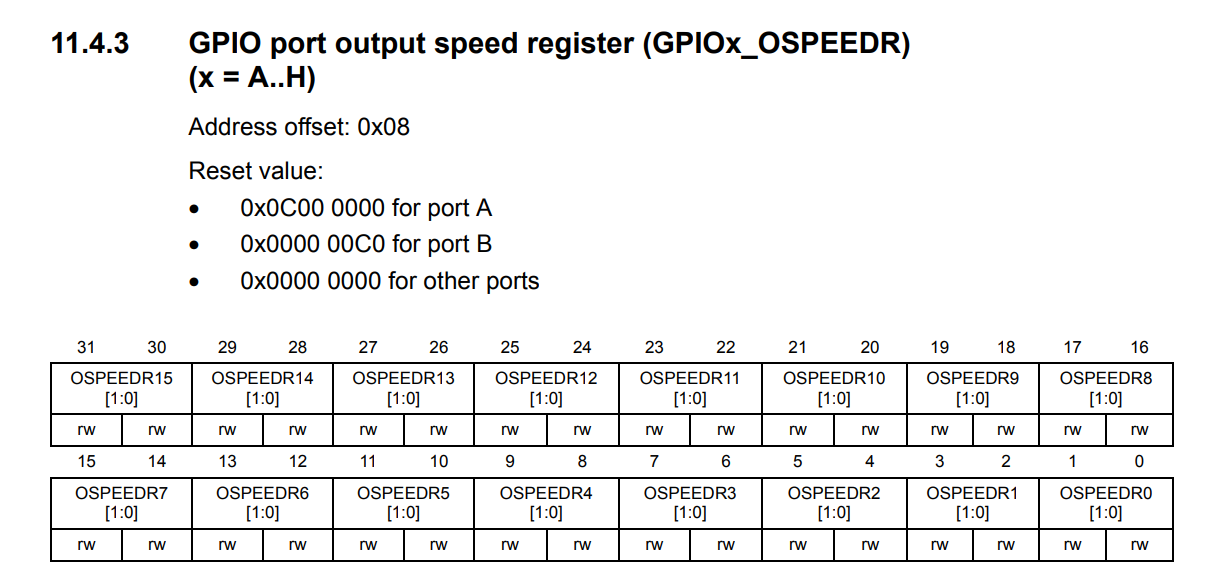 11.4.3 GPIO port output speed register (GPIOx_OSPEEDR)
(x = A..H)
Address offset: 0x08
Reset value:
• 0x0C00 0000 for port A
• 0x0000 00C0 for port B
• 0x0000 0000 for other ports
31 30 29 28 27 26 25 24 23 22 21 20 19 18 17 16
OSPEEDR15 OSPEEDR14 OSPEEDR13 OSPEEDR12 OSPEEDR11 OSPEEDR10 OSPEEDR9 OSPEEDR8
[1:0] [1:0] [1:0] [1:0] [1:0] [1:0] [1:0] [1:0]
rw rw rw rw rw rw rw rw rw rw rw rw rw rw rw rw
15 14 13 12 11 10 9 8 7 6 5 4 3 2 1 0
OSPEEDR7 OSPEEDR6 OSPEEDR5 OSPEEDR4 OSPEEDR3 OSPEEDR2 OSPEEDR1 OSPEEDR0
[1:0] [1:0] [1:0] [1:0] [1:0] [1:0] [1:0] [1:0]
rw rw rw rw rw rw rw rw rw rw rw rw rw rw rw rw